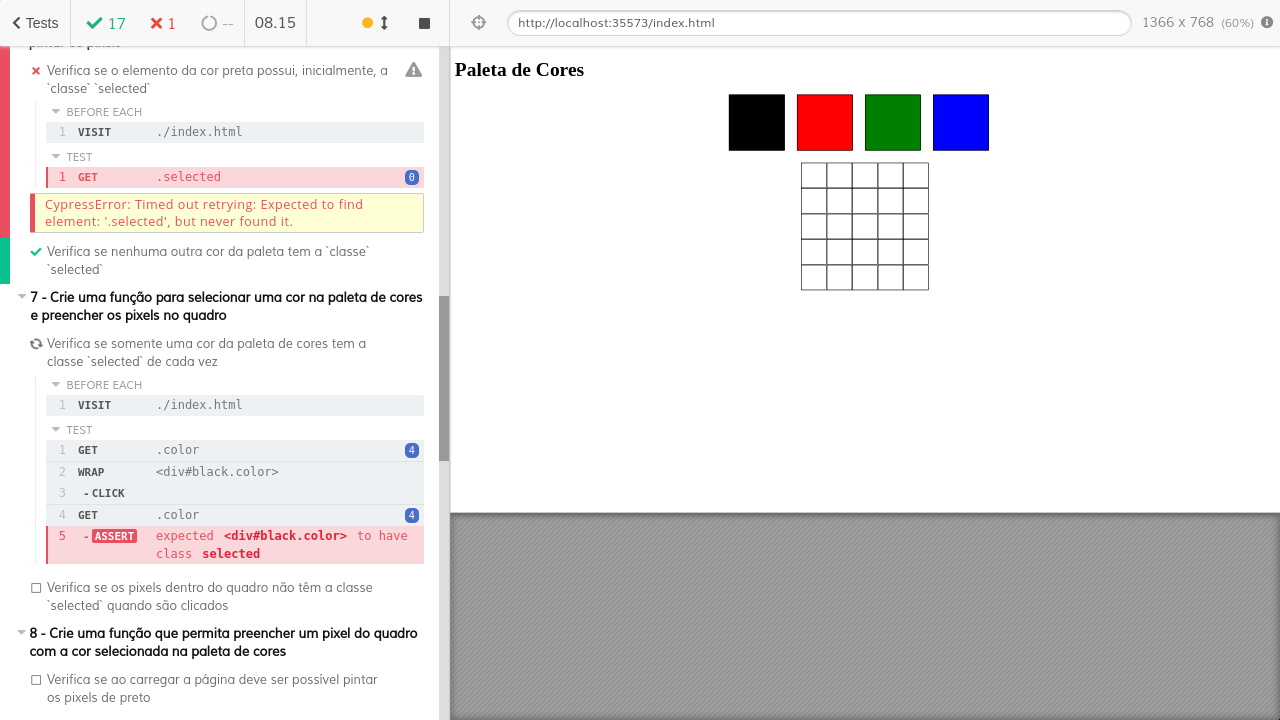 Tests
17
1
--
08.15
http://localhost:35573/index.html
1366 x 768 (60%)
pintar os pixels
Verifica se o elemento da cor preta possui, inicialmente, a
`classe` `selected`
BEFORE EACH
1 VISIT ./index.html
TEST
1 GET .selected 0
CypressError: Timed out retrying: Expected to find
element: '.selected', but never found it.
Verifica se nenhuma outra cor da paleta tem a `classe`
`selected`
7 - Crie uma função para selecionar uma cor na paleta de cores
e preencher os pixels no quadro
Verifica se somente uma cor da paleta de cores tem a
classe `selected` de cada vez
BEFORE EACH
1 VISIT ./index.html
TEST
1 GET .color 4
2 WRAP <div#black.color>
3 -CLICK
4 GET .color 4
5 -ASSERT expected <div#black.color> to have
class selected
Verifica se os pixels dentro do quadro não têm a classe
`selected` quando são clicados
8 - Crie uma função que permita preencher um pixel do quadro
com a cor selecionada na paleta de cores
Verifica se ao carregar a página deve ser possível pintar
os pixels de preto
Paleta de Cores